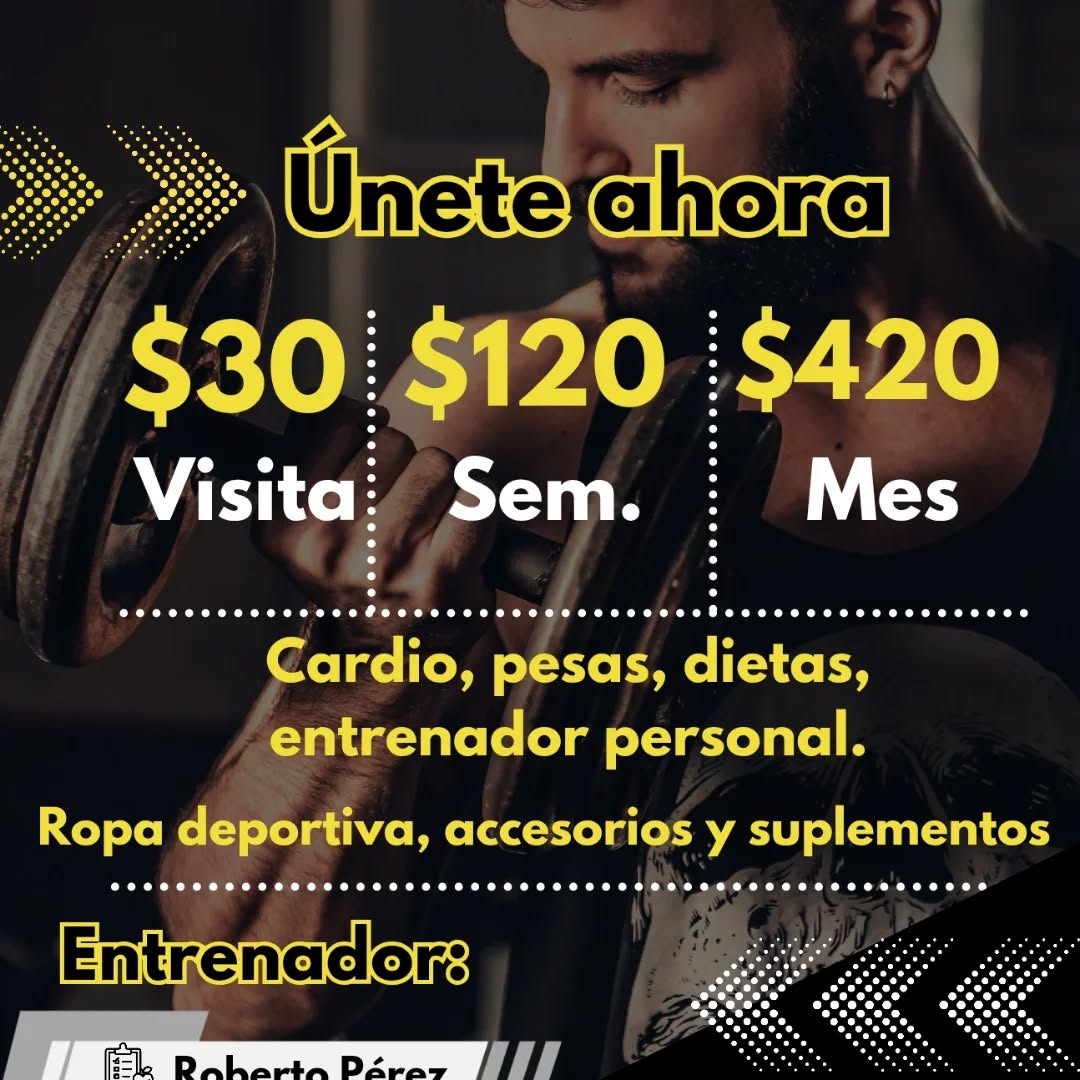 Únete ahora
$30 $120 $420
Visita Sem. Mes
Cardio, pesas, dietas,
entrenador personal.
Ropa deportiva, accesorios y suplementos
Entrenador:
Roberto Pérez